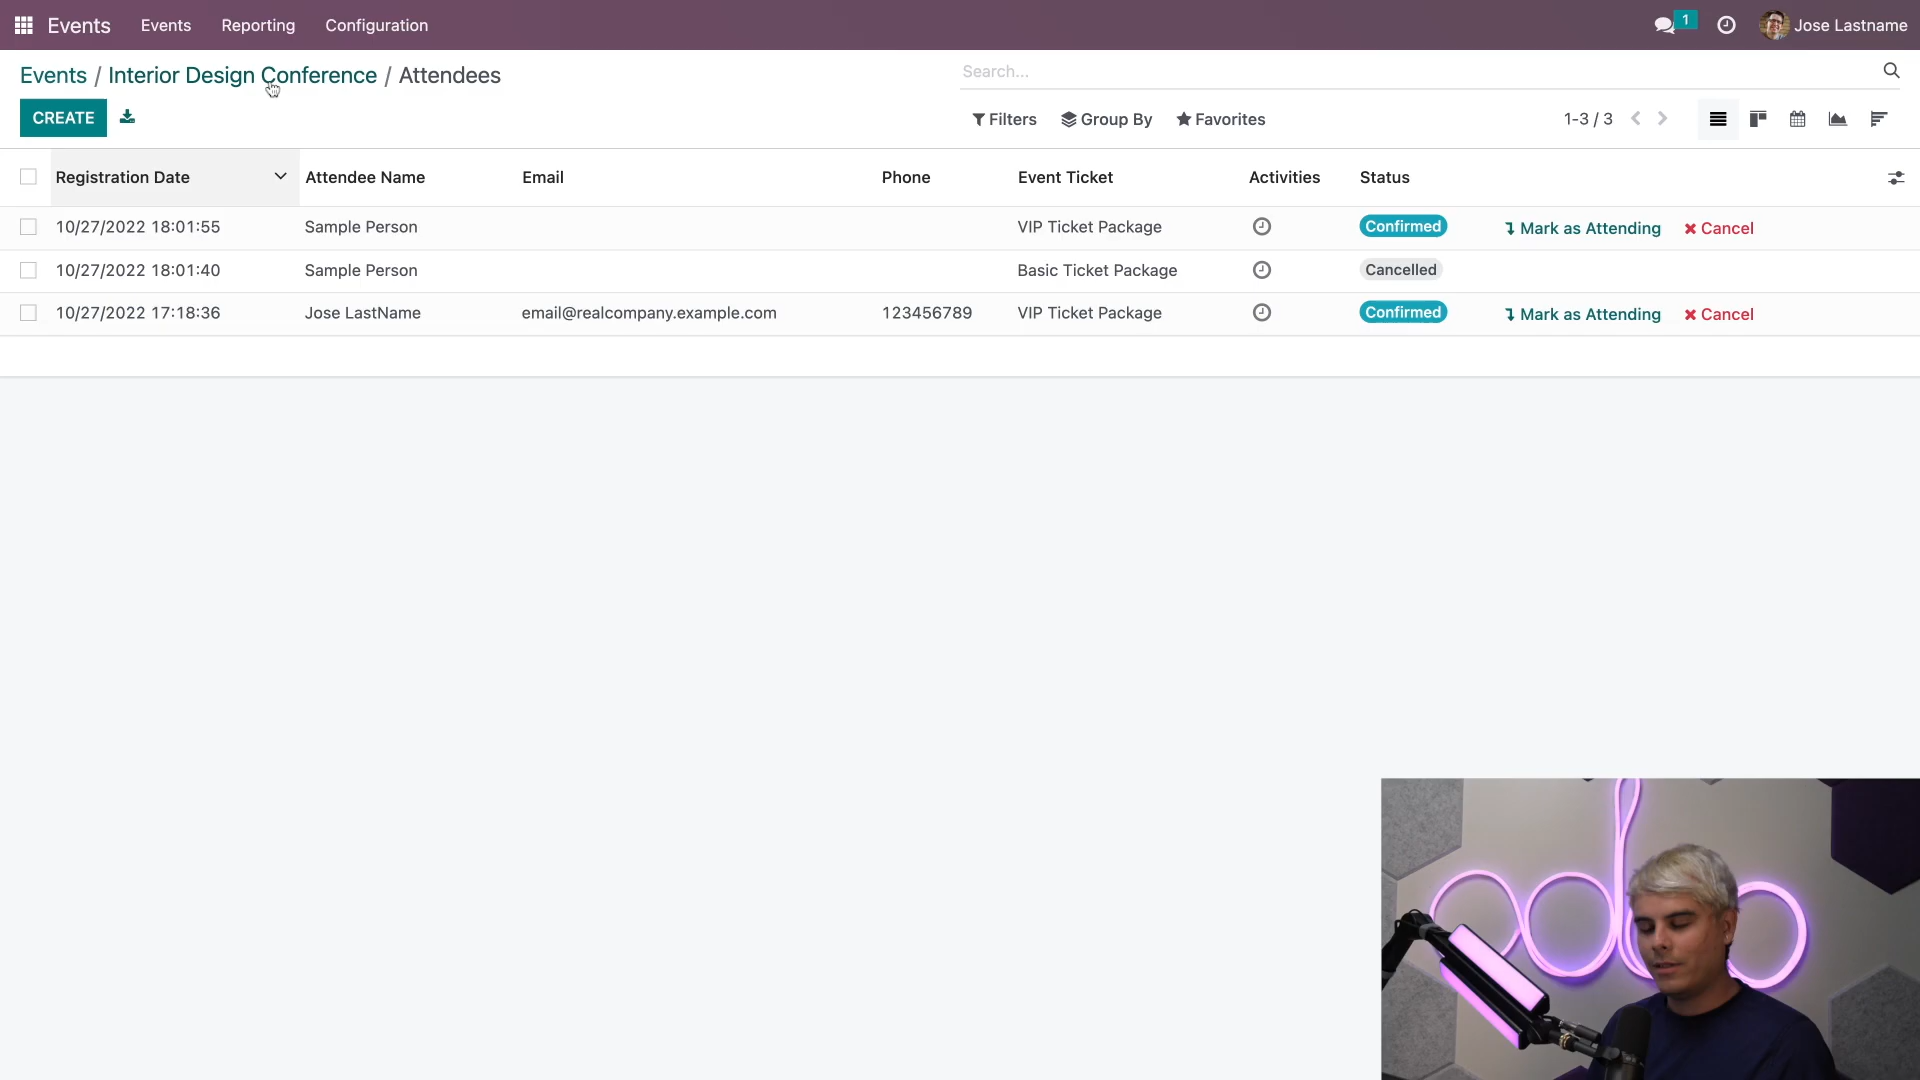 Events Events Reporting Configuration 1 Jose Lastname
Events / Interior Design Conference / Attendees Search...
CREATE Filters Group By Favorites 1-3 / 3
Registration Date Attendee Name Email Phone Event Ticket Activities Status
10/27/2022 18:01:55 Sample Person VIP Ticket Package Confirmed Mark as Attending Cancel
10/27/2022 18:01:40 Sample Person Basic Ticket Package Cancelled
10/27/2022 17:18:36 Jose LastName email@realcompany.example.com 123456789 VIP Ticket Package Confirmed Mark as Attending Cancel
odoo